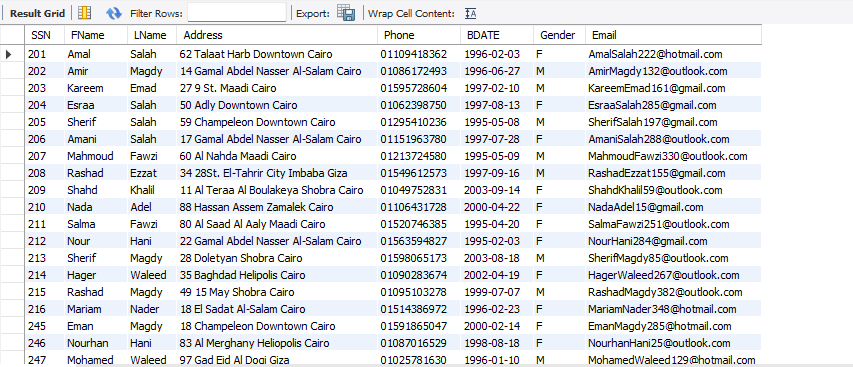 Result Grid Filter Rows: Export: Wrap Cell Content: IA
SSN FName LName Address Phone BDATE Gender Email
201 Amal Salah 62 Talaat Harb Downtown Cairo 01109418362 1996-02-03 F AmalSalah222@hotmail.com
202 Amir Magdy 14 Gamal Abdel Nasser Al-Salam Cairo 01086172493 1996-06-27 M AmirMagdy132@outlook.com
203 Kareem Emad 27 9 St. Maadi Cairo 01595728604 1997-02-10 M KareemEmad161@gmail.com
204 Esraa Salah 50 Adly Downtown Cairo 01062398750 1997-08-13 F EsraaSalah285@gmail.com
205 Sherif Salah 59 Champeleon Downtown Cairo 01295410236 1995-05-08 M SherifSalah197@gmail.com
206 Amani Salah 17 Gamal Abdel Nasser Al-Salam Cairo 01151963780 1997-07-28 F AmaniSalah288@outlook.com
207 Mahmoud Fawzi 60 Al Nahda Maadi Cairo 01213724580 1995-05-09 M MahmoudFawzi330@outlook.com
208 Rashad Ezzat 34 28St. El-Tahrir City Imbaba Giza 01549612573 1997-09-16 M RashadEzzat155@gmail.com
209 Shahd Khalil 11 Al Teraa Al Boulakeya Shobra Cairo 01049752831 2003-09-14 F ShahdKhalil59@outlook.com
210 Nada Adel 88 Hassan Assem Zamalek Cairo 01106431728 2000-04-22 F NadaAdel15@gmail.com
211 Salma Fawzi 80 Al Saad Al Aaly Maadi Cairo 01520746385 1995-04-20 F SalmaFawzi251@outlook.com
212 Nour Hani 22 Gamal Abdel Nasser Al-Salam Cairo 01563594827 1995-02-03 F NourHani284@gmail.com
213 Sherif Magdy 28 Doletyan Shobra Cairo 01598065173 2003-08-18 M SherifMagdy85@outlook.com
214 Hager Waleed 35 Baghdad Helipolis Cairo 01090283674 2002-04-19 F HagerWaleed267@outlook.com
215 Rashad Magdy 49 15 May Shobra Cairo 01095103278 1999-07-07 M RashadMagdy382@outlook.com
216 Mariam Nader 18 El Sadat Al-Salam Cairo 01514386972 1996-02-23 F MariamNader348@hotmail.com
245 Eman Magdy 18 Champeleon Downtown Cairo 01591865047 2000-02-14 F EmanMagdy285@hotmail.com
246 Nourhan Hani 83 Al Merghany Heliopolis Cairo 01087016529 1998-08-18 F NourhanHani25@outlook.com
247 Mohamed Waleed 97 Gad Eid Al Doqi Giza 01025781630 1996-01-10 M MohamedWaleed129@hotmail.com